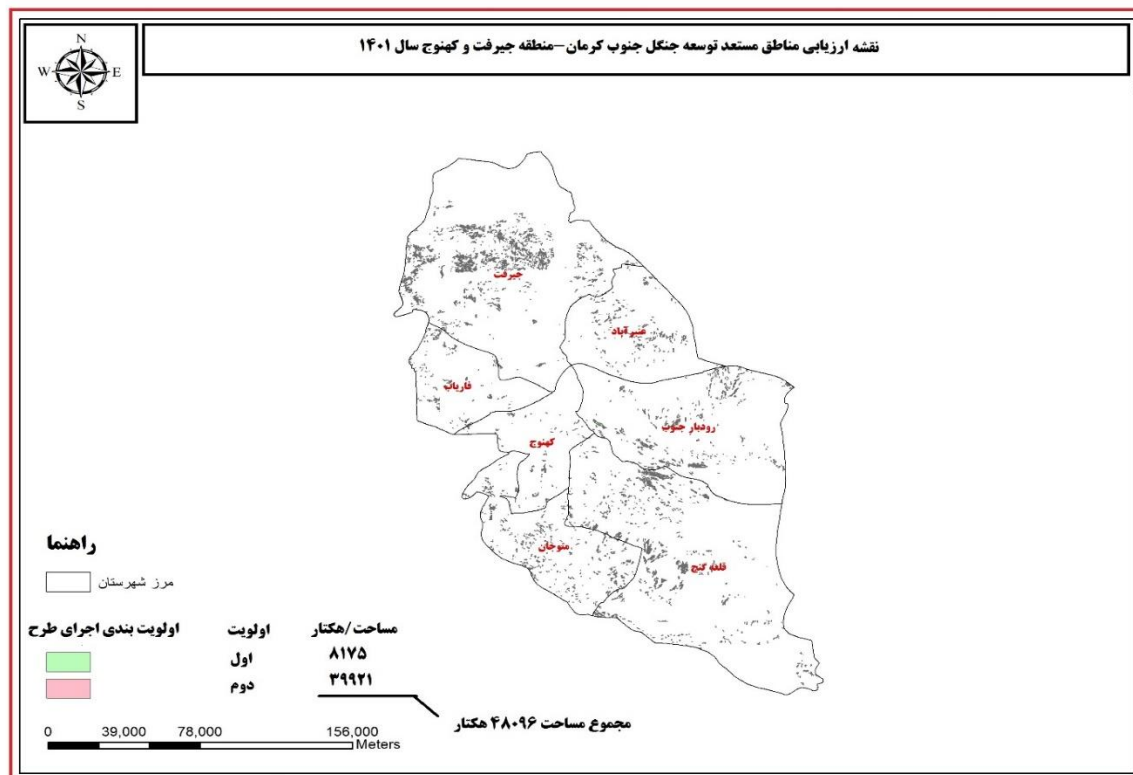 نقشه ارزیابی مناطق مستعد توسعه جنگل جنوب کرمان-منطقه جیرفت و کهنوج سال ۱۴۰۱
N
W E
S
جیرفت
عنبرآباد
فاریاب
رودبار جنوب
کهنوج
منوجان
قلعه گنج
راهنما
مرز شهرستان
اولویت بندی اجرای طرح اولویت مساحت/هکتار
اول ۸۱۷۵
دوم ۳۹۹۲۱
مجموع مساحت ۴۸۰۹۶ هکتار
0 39,000 78,000 156,000
Meters